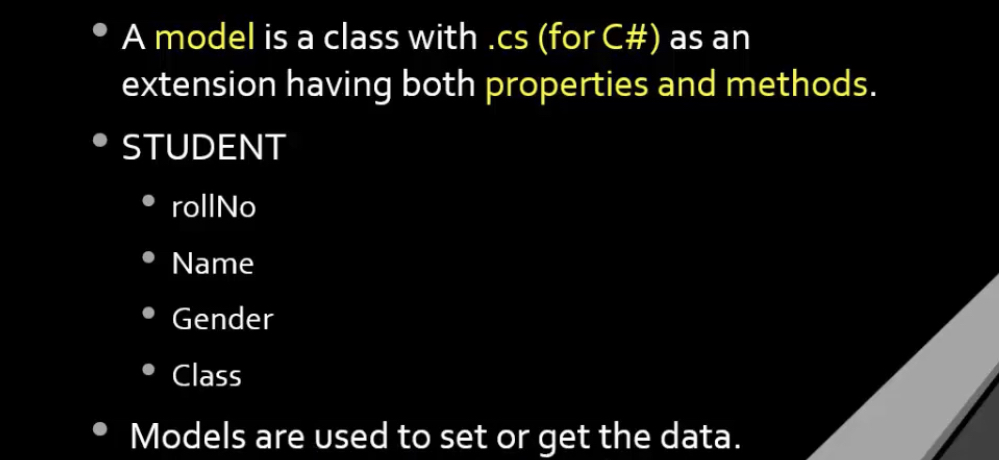 A model is a class with .cs (for C#) as an
extension having both properties and methods.
STUDENT
rollNo
Name
Gender
Class
Models are used to set or get the data.